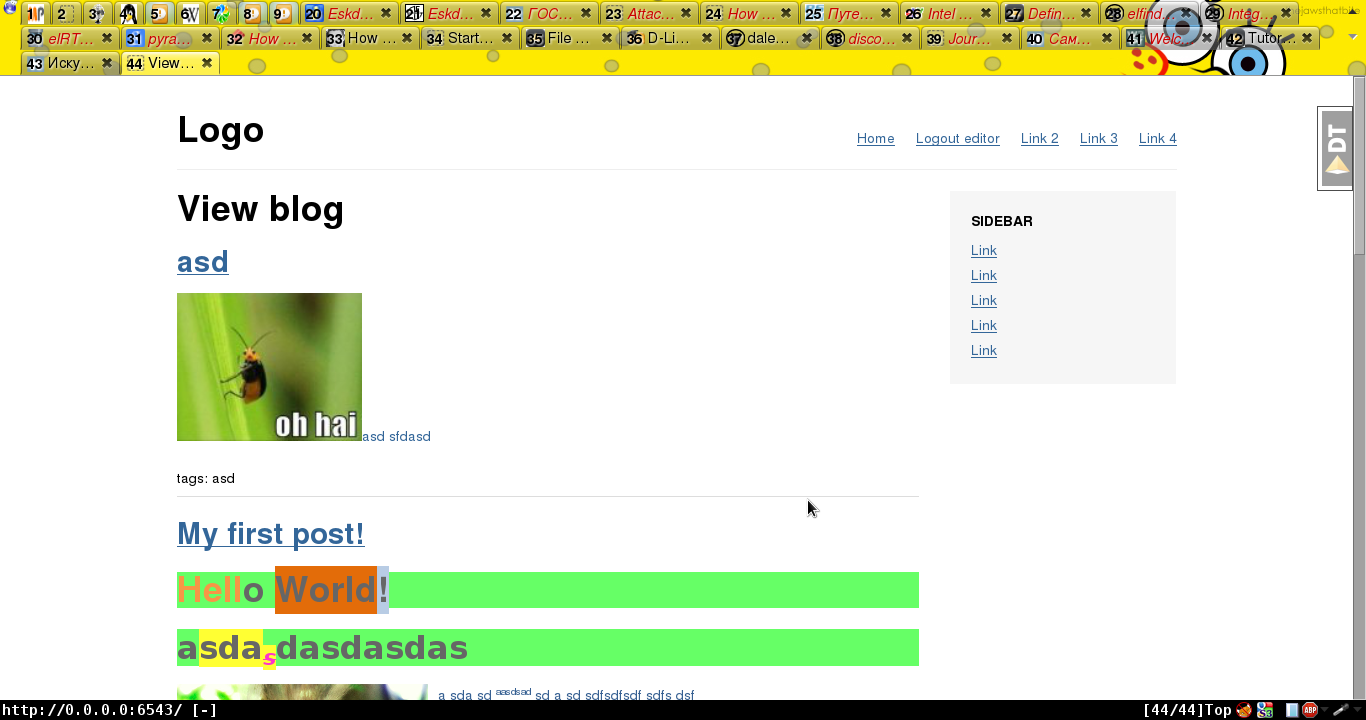 1 2 3 4 5 6 7 8 9 20 Eskd... 21 Eskd... 22 ГОС... 23 Attac... 24 How ... 25 Путе... 26 Intel ... 27 Defin... 28 elfind... 29 Integ...
30 elRT... 31 pyra... 32 How ... 33 How ... 34 Start... 35 File ... 36 D-Li... 37 dale... 38 disco... 39 Jour... 40 Сам... 41 Welc... 42 Tutor...
43 Иску... 44 View...
Logo
Home Logout editor Link 2 Link 3 Link 4
DT
View blog
SIDEBAR
Link
Link
Link
Link
Link
asd
oh hai
asd sfdasd
tags: asd
My first post!
Hello World!
asdasdasdasdas
a sda sd aasdsad sd a sd sdfsdfsdf sdfs dsf
http://0.0.0.0:6543/ [-] [44/44]Top ABP